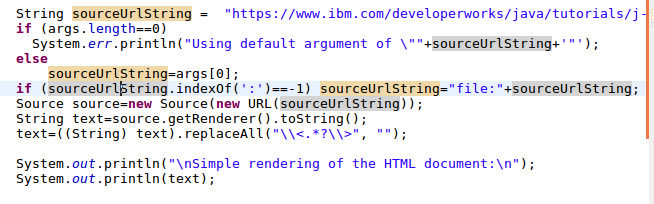 String sourceUrlString =  "https://www.ibm.com/developerworks/java/tutorials/j-
if (args.length==0)
  System.err.println("Using default argument of \""+sourceUrlString+'"');
else
    sourceUrlString=args[0];
if (sourceUrlString.indexOf(':')==-1) sourceUrlString="file:"+sourceUrlString;
Source source=new Source(new URL(sourceUrlString));
String text=source.getRenderer().toString();
text=((String) text).replaceAll("\\<.*?\\>", "");

System.out.println("\nSimple rendering of the HTML document:\n");
System.out.println(text);